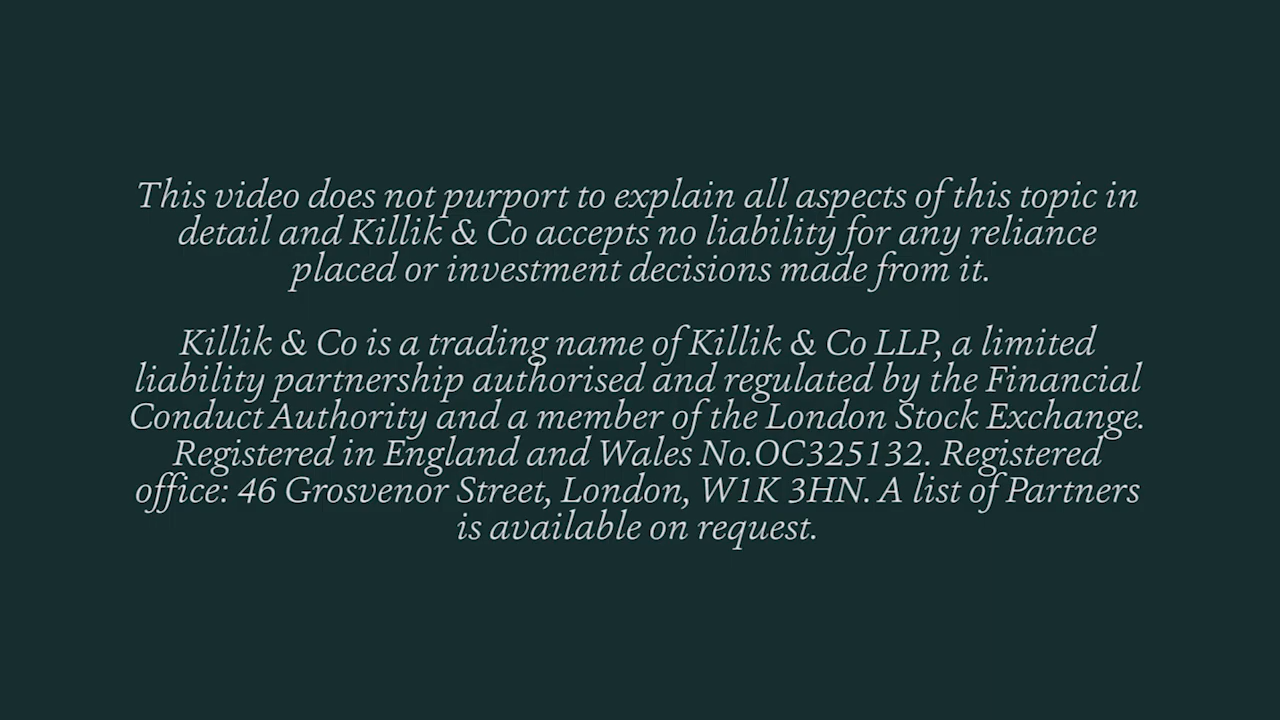 This video does not purport to explain all aspects of this topic in
detail and Killik & Co accepts no liability for any reliance
placed or investment decisions made from it.
Killik & Co is a trading name of Killik & Co LLP, a limited
liability partnership authorised and regulated by the Financial
Conduct Authority and a member of the London Stock Exchange.
Registered in England and Wales No.OC325132. Registered
office: 46 Grosvenor Street, London, W1K 3HN. A list of Partners
is available on request.